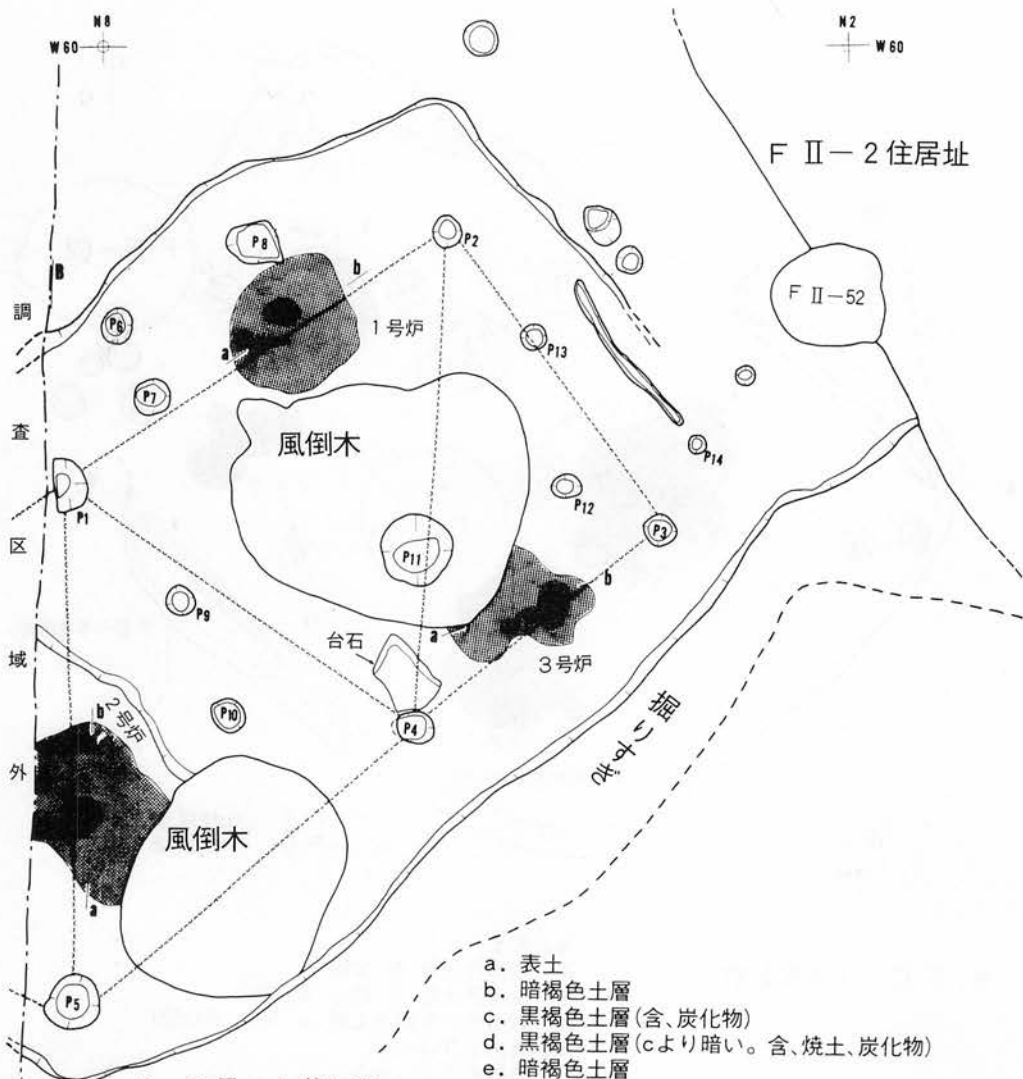 N8
W60
N2
W60
F Ⅱ-2住居址
P2
P8
b
B
F Ⅱ-52
調査区域外
P6
1号炉
a
P13
P7
風倒木
P14
P1
P12
P3
P11
b
P9
a
台石
3号炉
P10
P4
掘りすぎ
2号炉
b
風倒木
a
P5
a. 表土
b. 暗褐色土層
c. 黒褐色土層(含、炭化物)
d. 黒褐色土層(cより暗い。含、焼土、炭化物)
e. 暗褐色土層